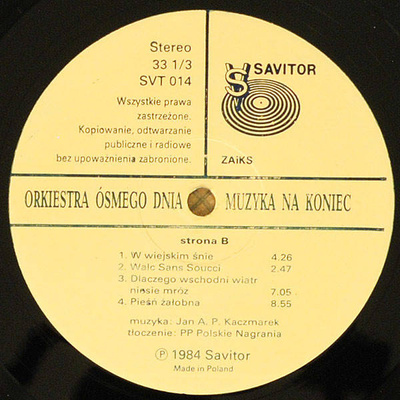 Stereo
33 1/3
SVT 014
SAVITOR
Wszystkie prawa
zastrzeżone.
Kopiowanie, odtwarzanie
publiczne i radiowe
bez upoważnienia zabronione.
ZAiKS
ORKIESTRA ÓSMEGO DNIA MUZYKA NA KONIEC
strona B
1. W wiejskim śnie 4.26
2. Walc Sans Soucci 2.47
3. Dlaczego wschodni wiatr
niesie mróz 7.05
4. Pieśń żałobna 8.55
muzyka: Jan A. P. Kaczmarek
tłoczenie: PP Polskie Nagrania
Ⓟ 1984 Savitor
Made in Poland